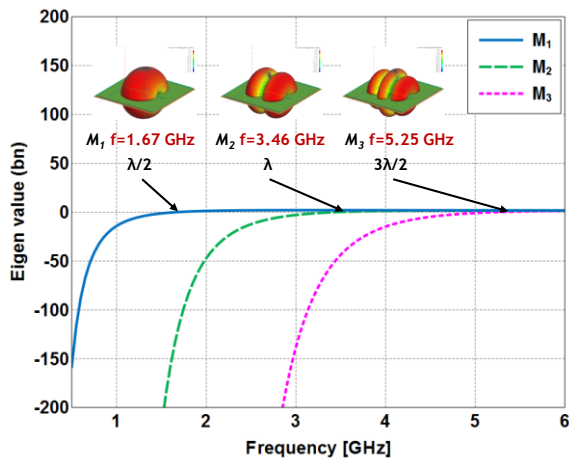 200
150
100
50
0
-50
-100
-150
-200
Eigen value (bn)
M₁
M₂
M₃
M₁ f=1.67 GHz
λ/2
M₂ f=3.46 GHz
λ
M₃ f=5.25 GHz
3λ/2
1 2 3 4 5 6
Frequency [GHz]